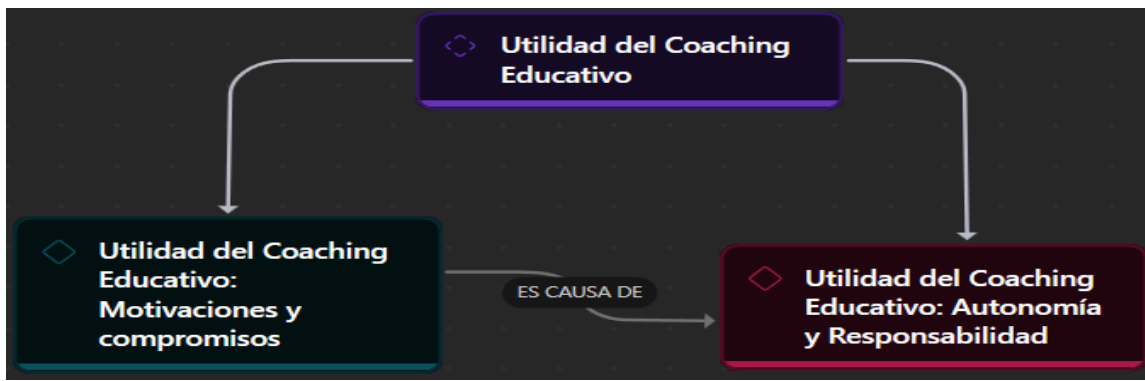 Utilidad del Coaching
Educativo
Utilidad del Coaching
Educativo:
Motivaciones y
compromisos
ES CAUSA DE
Utilidad del Coaching
Educativo: Autonomía
y Responsabilidad